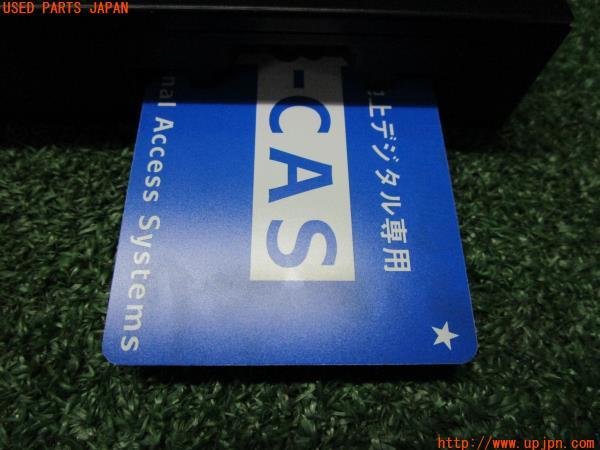 USED PARTS JAPAN
上デジタル専用
-CAS
nal Access Systems
http://www.upjpn.com/